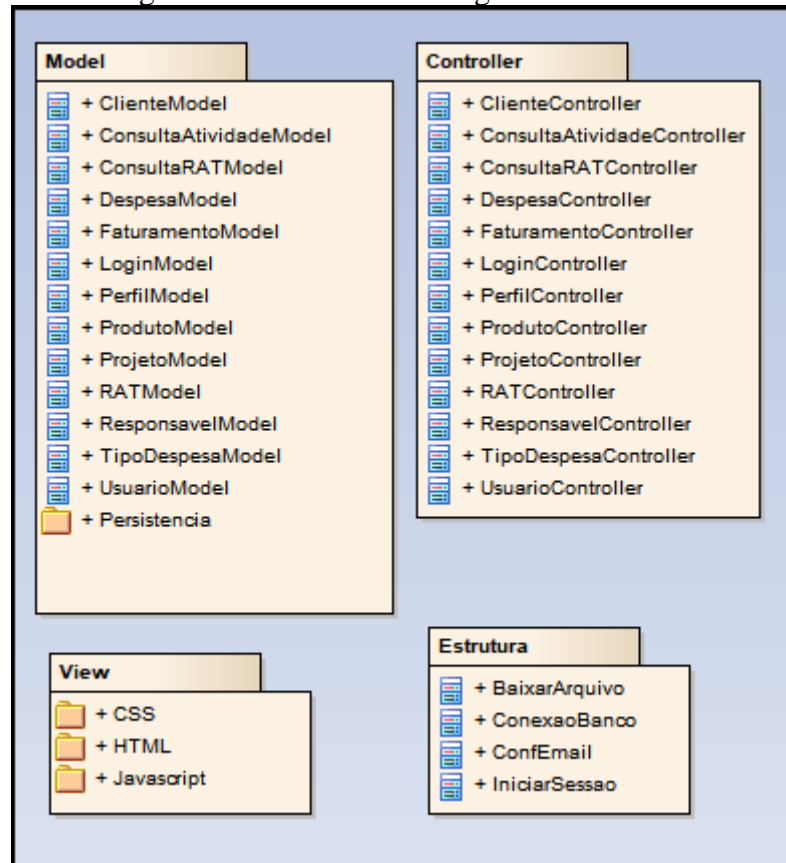 Model
+ ClienteModel
+ ConsultaAtividadeModel
+ ConsultaRATModel
+ DespesaModel
+ FaturamentoModel
+ LoginModel
+ PerfilModel
+ ProdutoModel
+ ProjetoModel
+ RATModel
+ ResponsavelModel
+ TipoDespesaModel
+ UsuarioModel
+ Persistencia
Controller
+ ClienteController
+ ConsultaAtividadeController
+ ConsultaRATController
+ DespesaController
+ FaturamentoController
+ LoginController
+ PerfilController
+ ProdutoController
+ ProjetoController
+ RATController
+ ResponsavelController
+ TipoDespesaController
+ UsuarioController
View
+ CSS
+ HTML
+ Javascript
Estrutura
+ BaixarArquivo
+ ConexaoBanco
+ ConfEmail
+ IniciarSessao